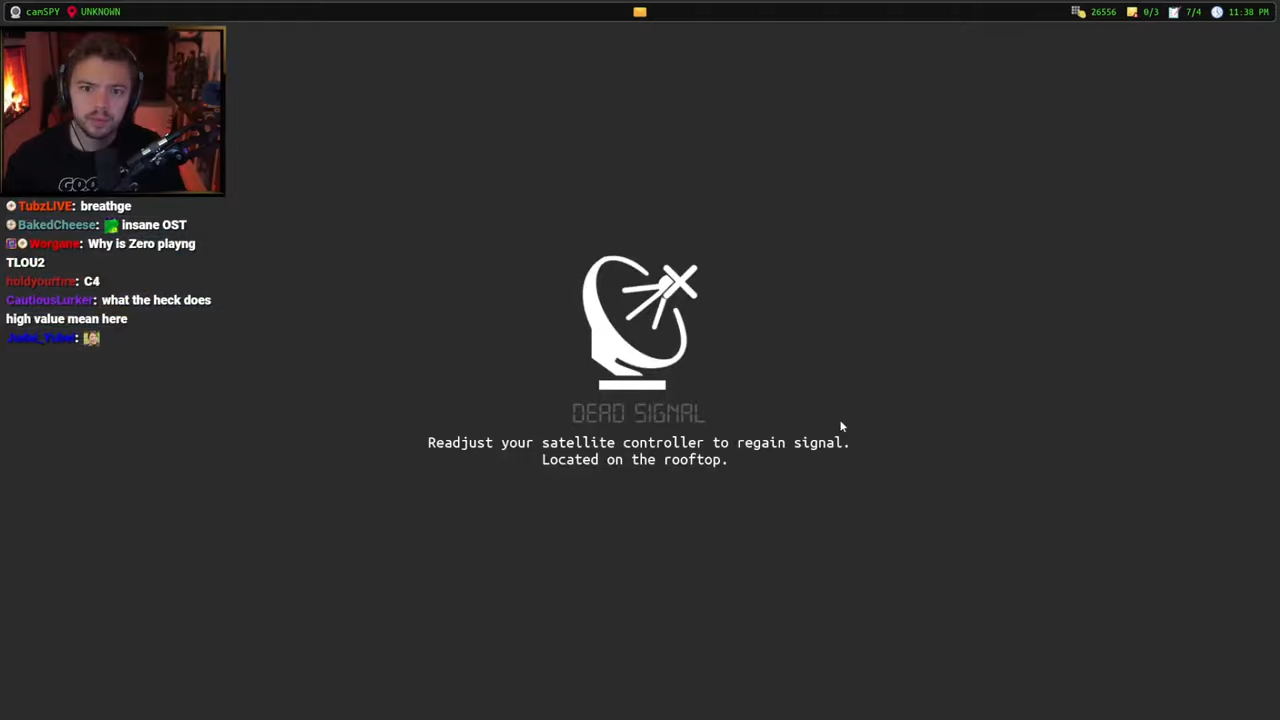 camSPY UNKNOWN 26556 0/3 7/4 11:38 PM
TubzLIVE: breathge
BakedCheese: insane OST
Worgane: Why is Zero playng
TLOU2
holdyourfire: C4
CautiousLurker: what the heck does
high value mean here
DEAD SIGNAL
Readjust your satellite controller to regain signal.
Located on the rooftop.